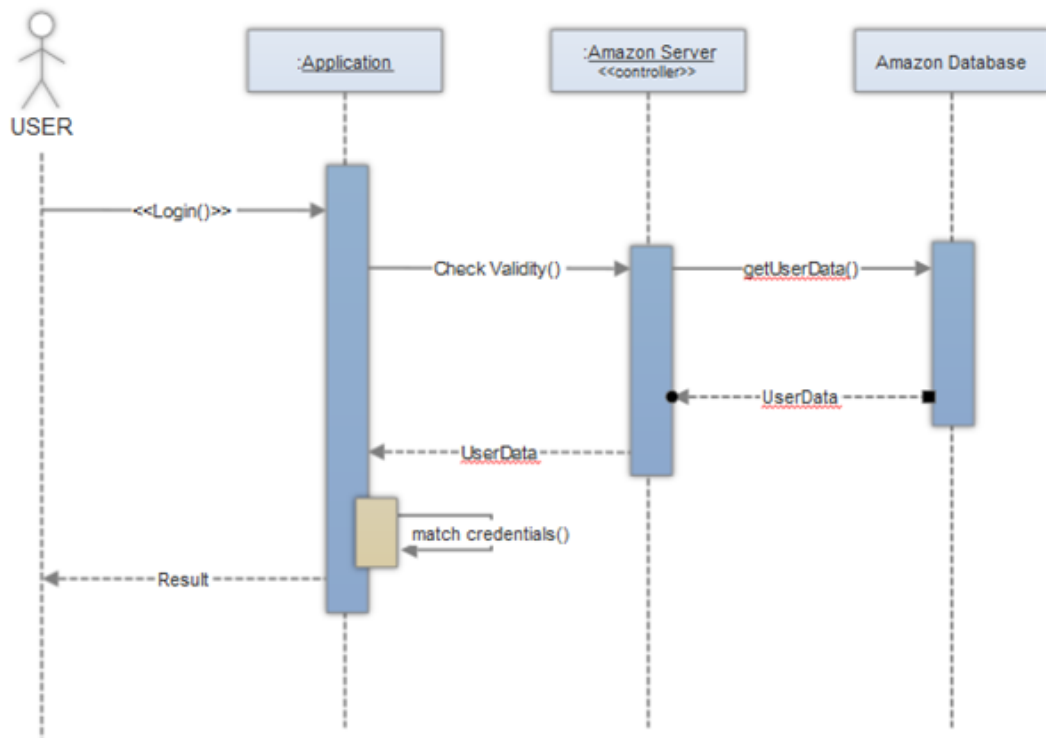 :Application
:Amazon Server
<<controller>>
Amazon Database
USER
<<Login()>>
Check Validity()
getUserData()
UserData
UserData
match credentials()
Result